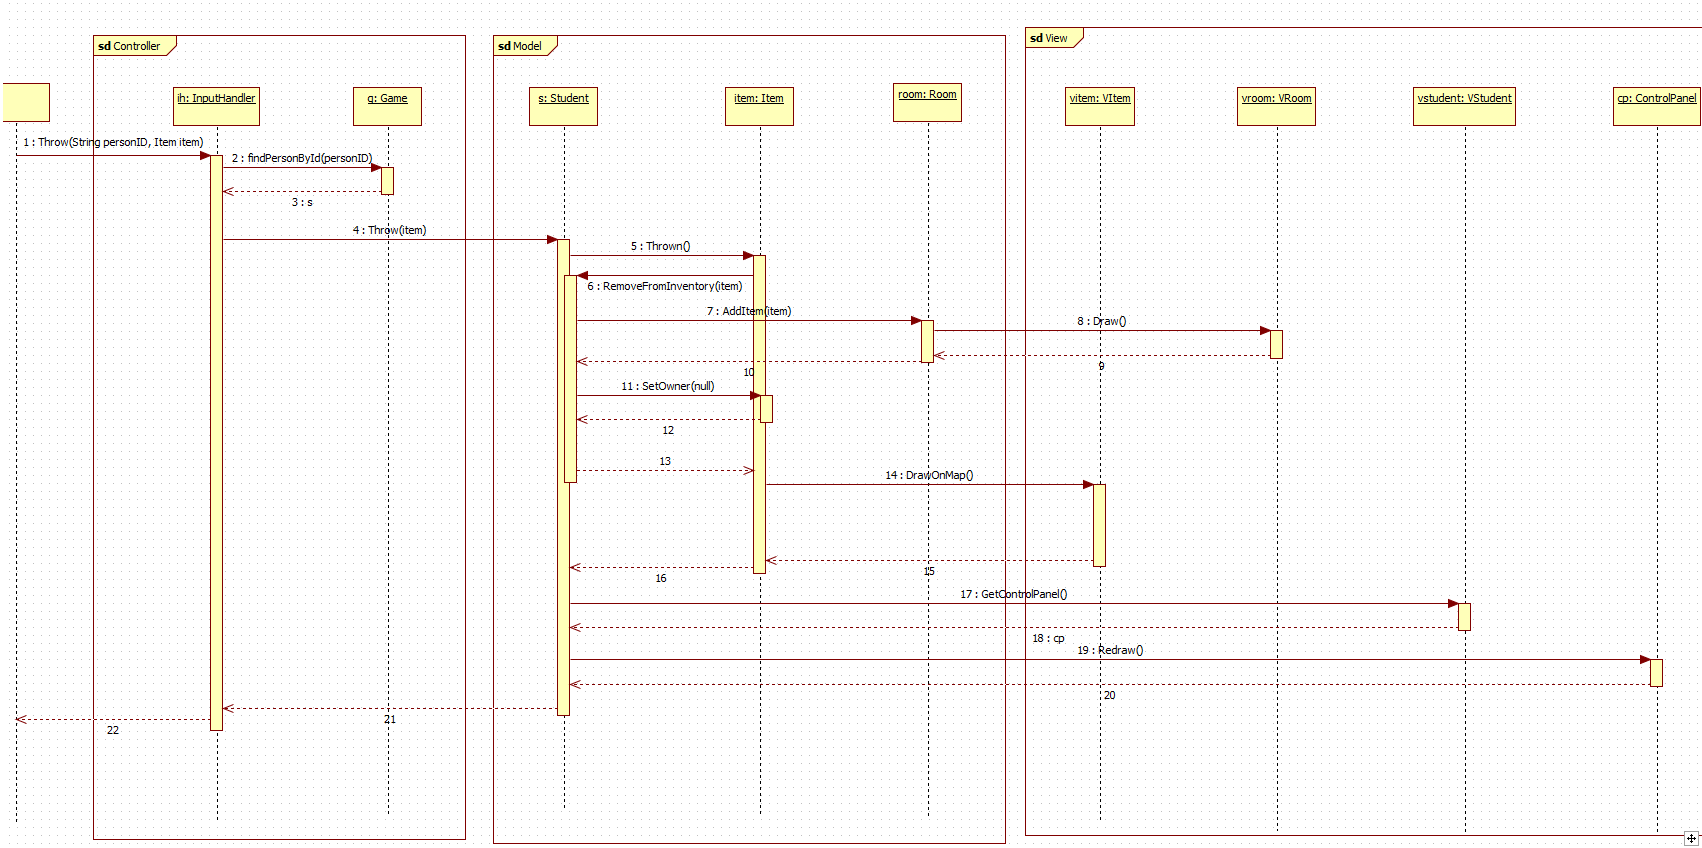 sd Controller
sd Model
sd View
ih: InputHandler
g: Game
s: Student
item: Item
room: Room
vitem: VItem
vroom: VRoom
vstudent: VStudent
cp: ControlPanel
1 : Throw(String personID, Item item)
2 : findPersonById(personID)
3 : s
4 : Throw(item)
5 : Thrown()
6 : RemoveFromInventory(item)
7 : AddItem(item)
8 : Draw()
9
10
11 : SetOwner(null)
12
13
14 : DrawOnMap()
15
16
17 : GetControlPanel()
18 : cp
19 : Redraw()
20
21
22